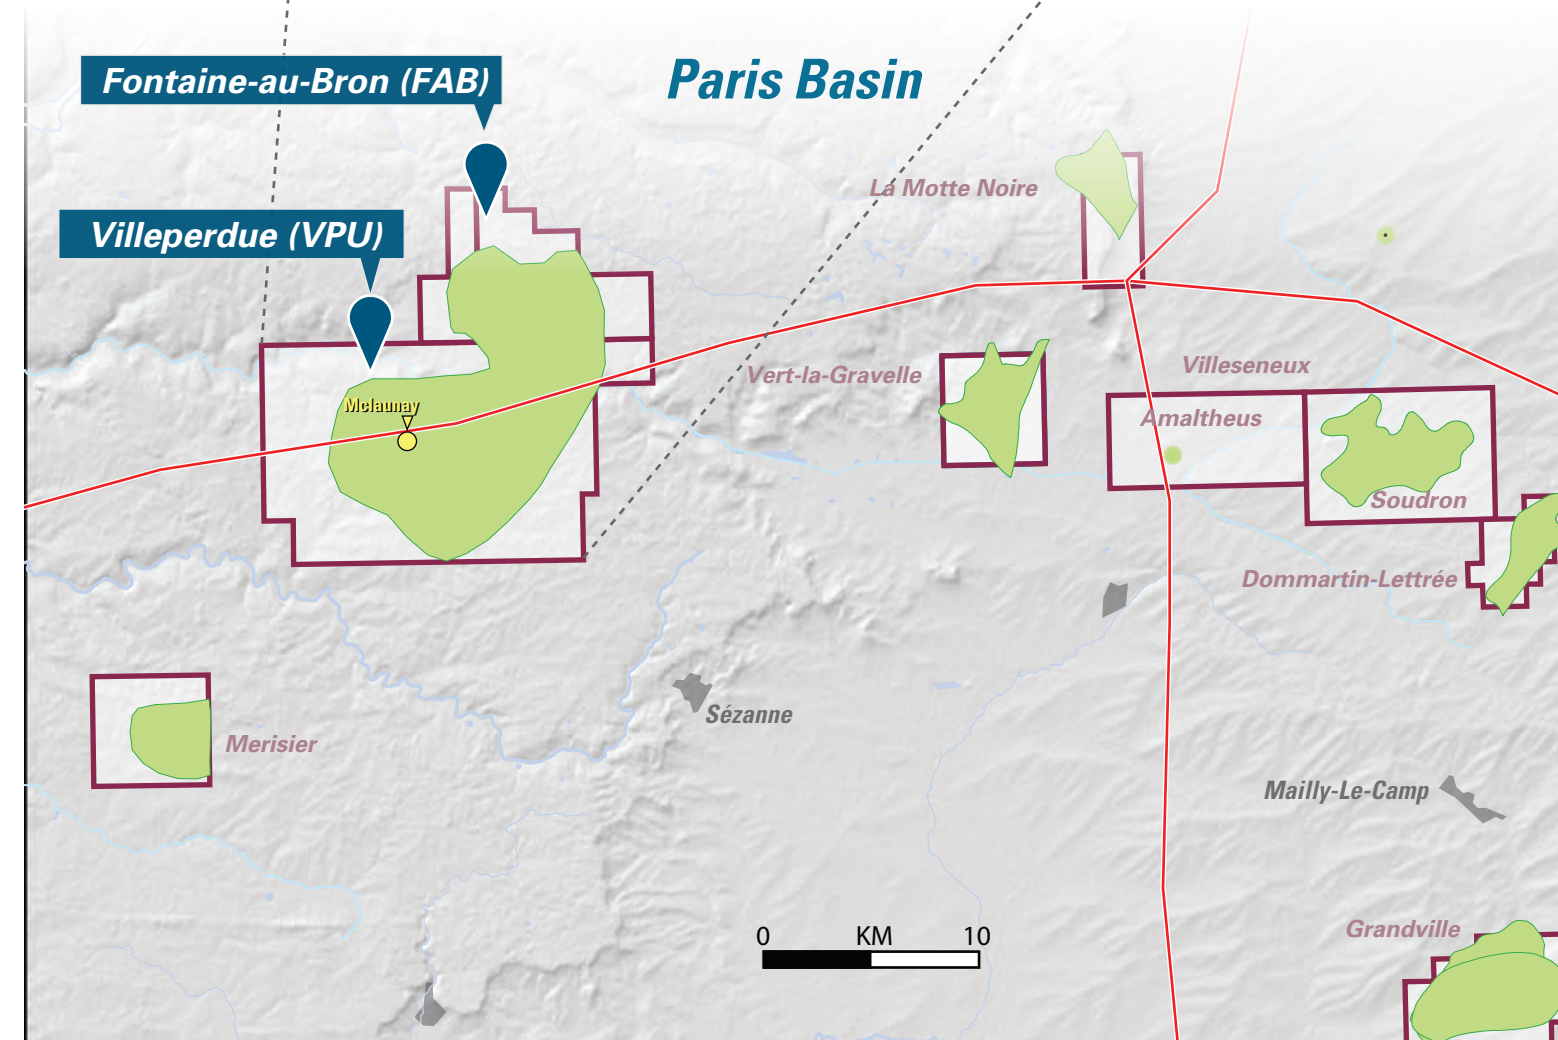 Paris Basin
Fontaine-au-Bron (FAB)
La Motte Noire
Villeperdue (VPU)
Villeseneux
Vert-la-Gravelle
Mclaunay
Amaltheus
Soudron
Dommartin-Lettrée
Sézanne
Merisier
Mailly-Le-Camp
Grandville
0 KM 10